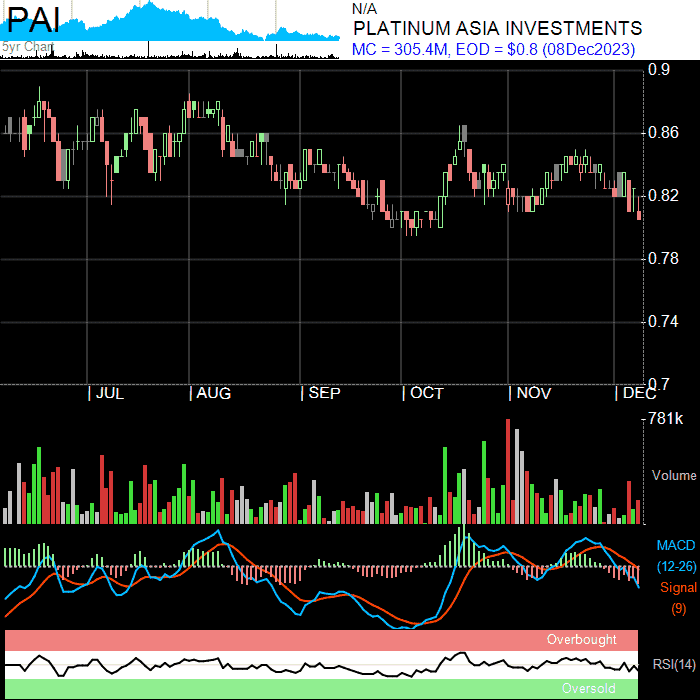 PAI
5yr Chart
N/A
PLATINUM ASIA INVESTMENTS
MC = 305.4M, EOD = $0.8 (08Dec2023)
0.9
0.86
0.82
0.78
0.74
0.7
JUL AUG SEP OCT NOV DEC
781k
Volume
MACD
(12-26)
Signal
(9)
Overbought
RSI(14)
Oversold